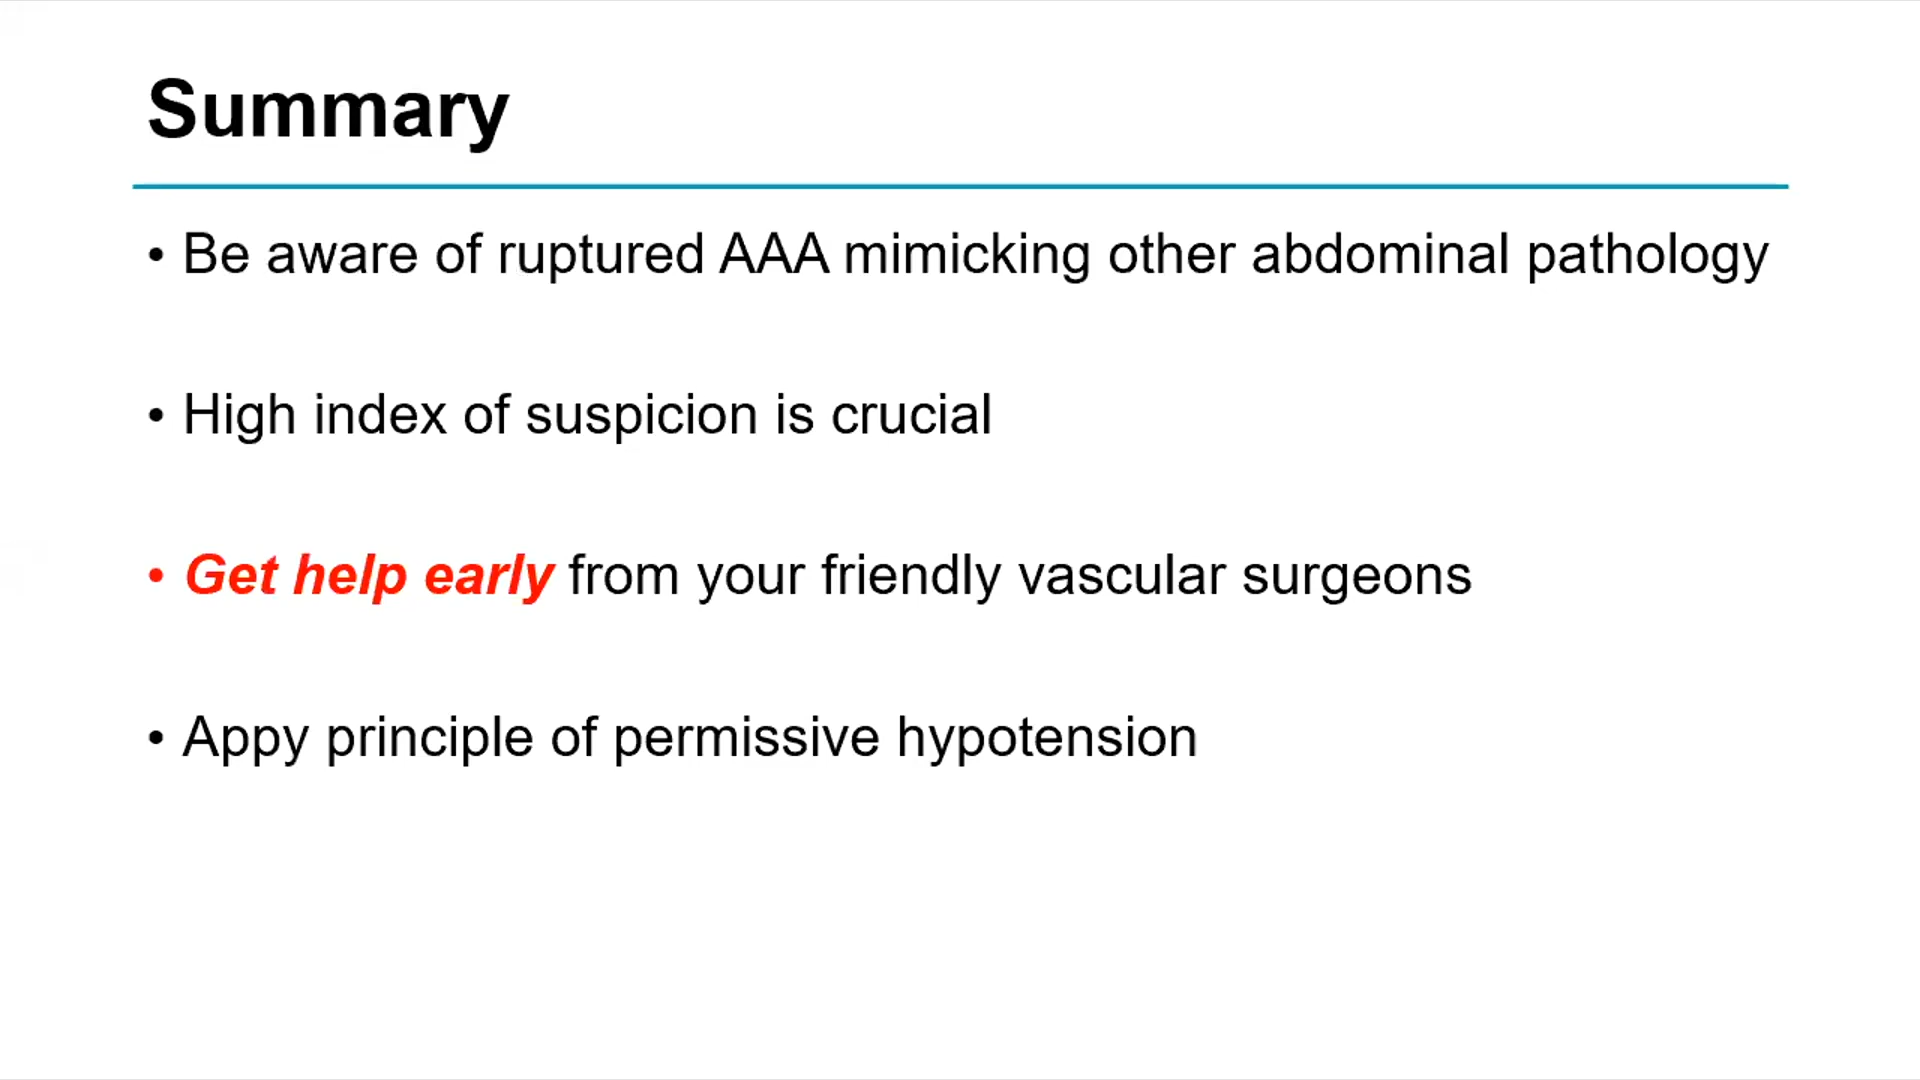 Summary
• Be aware of ruptured AAA mimicking other abdominal pathology
• High index of suspicion is crucial
• Get help early from your friendly vascular surgeons
• Appy principle of permissive hypotension